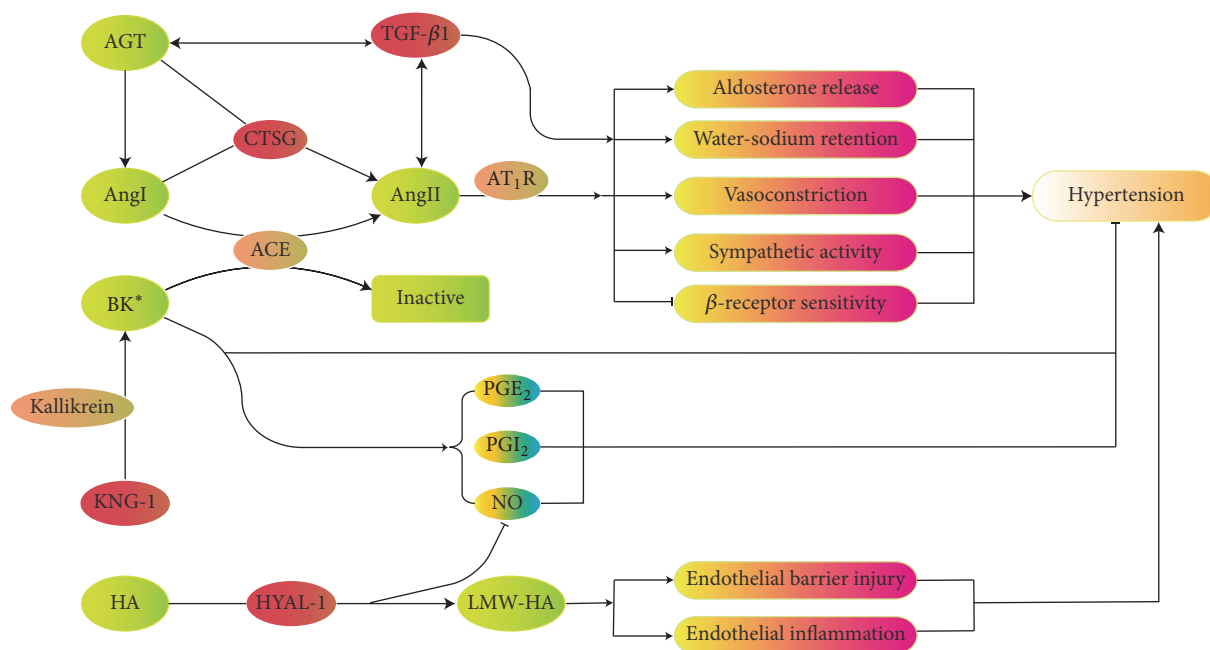 AGT
TGF-β1
Aldosterone release
CTSG
Water-sodium retention
AngI
AngII
AT₁R
Vasoconstriction
Hypertension
ACE
Sympathetic activity
BK*
Inactive
β-receptor sensitivity
Kallikrein
PGE₂
PGI₂
KNG-1
NO
Endothelial barrier injury
HA
HYAL-1
LMW-HA
Endothelial inflammation